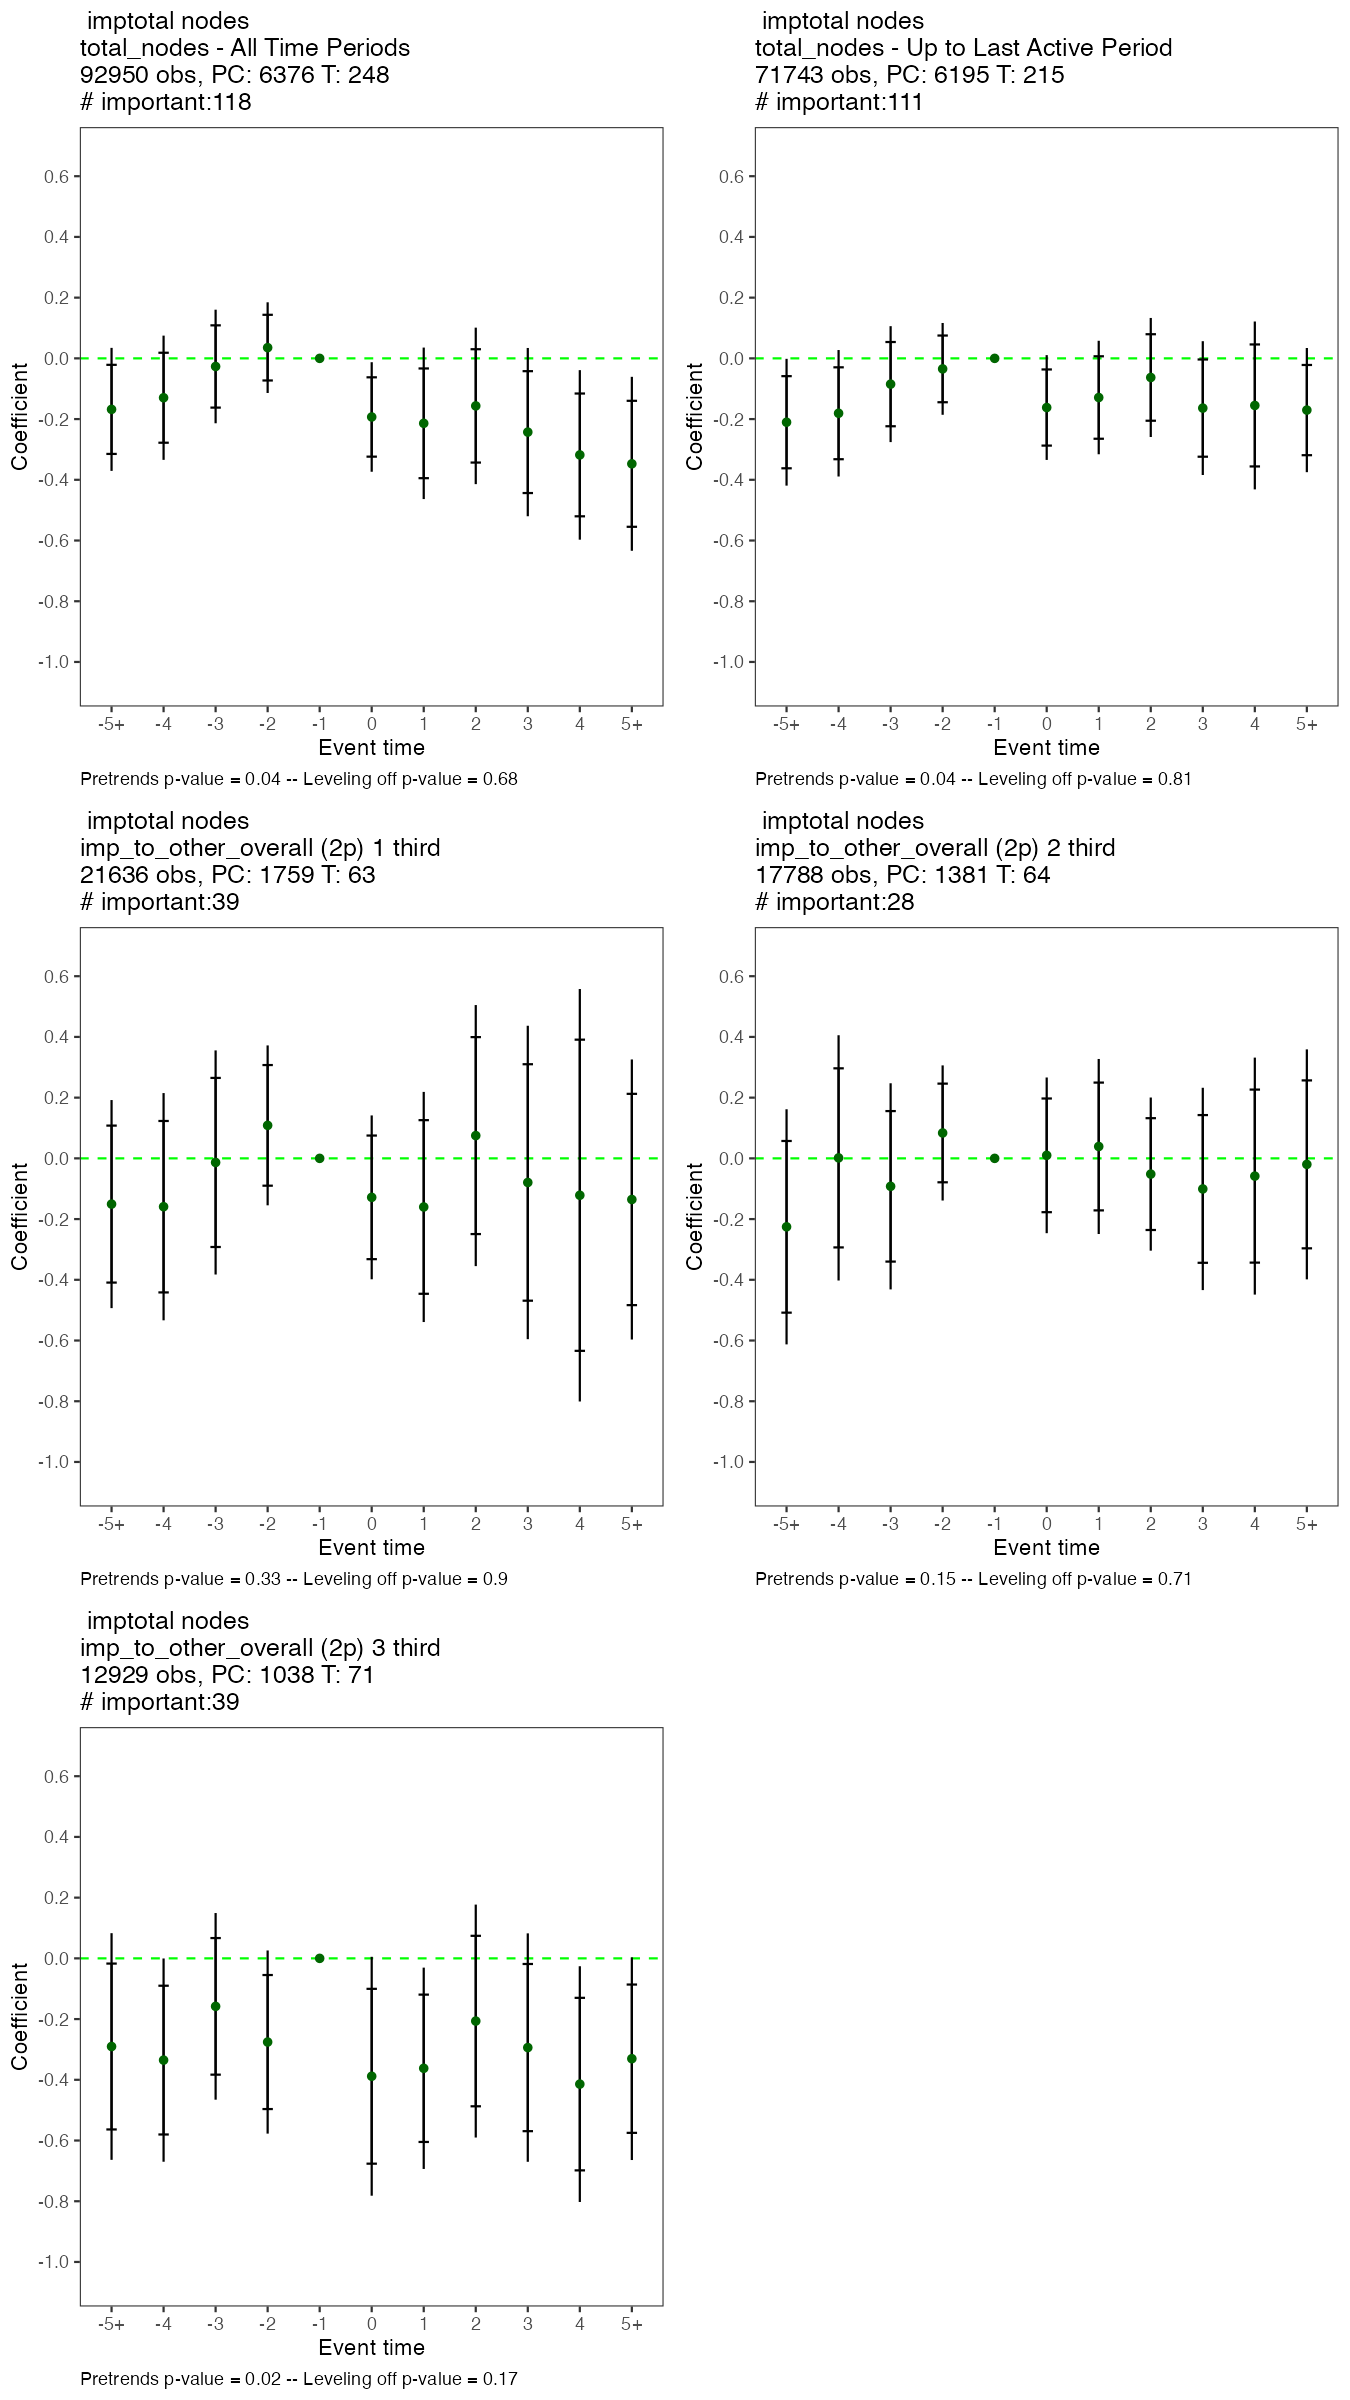 imptotal nodes
total_nodes - All Time Periods
92950 obs, PC: 6376 T: 248
# important:118
0.6
0.4
0.2
0.0
-0.2
-0.4
-0.6
-0.8
-1.0
Coefficient
-5+ -4 -3 -2 -1 0 1 2 3 4 5+
Event time
Pretrends p-value = 0.04 -- Leveling off p-value = 0.68
imptotal nodes
total_nodes - Up to Last Active Period
71743 obs, PC: 6195 T: 215
# important:111
0.6
0.4
0.2
0.0
-0.2
-0.4
-0.6
-0.8
-1.0
Coefficient
-5+ -4 -3 -2 -1 0 1 2 3 4 5+
Event time
Pretrends p-value = 0.04 -- Leveling off p-value = 0.81
imptotal nodes
imp_to_other_overall (2p) 1 third
21636 obs, PC: 1759 T: 63
# important:39
0.6
0.4
0.2
0.0
-0.2
-0.4
-0.6
-0.8
-1.0
Coefficient
-5+ -4 -3 -2 -1 0 1 2 3 4 5+
Event time
Pretrends p-value = 0.33 -- Leveling off p-value = 0.9
imptotal nodes
imp_to_other_overall (2p) 2 third
17788 obs, PC: 1381 T: 64
# important:28
0.6
0.4
0.2
0.0
-0.2
-0.4
-0.6
-0.8
-1.0
Coefficient
-5+ -4 -3 -2 -1 0 1 2 3 4 5+
Event time
Pretrends p-value = 0.15 -- Leveling off p-value = 0.71
imptotal nodes
imp_to_other_overall (2p) 3 third
12929 obs, PC: 1038 T: 71
# important:39
0.6
0.4
0.2
0.0
-0.2
-0.4
-0.6
-0.8
-1.0
Coefficient
-5+ -4 -3 -2 -1 0 1 2 3 4 5+
Event time
Pretrends p-value = 0.02 -- Leveling off p-value = 0.17